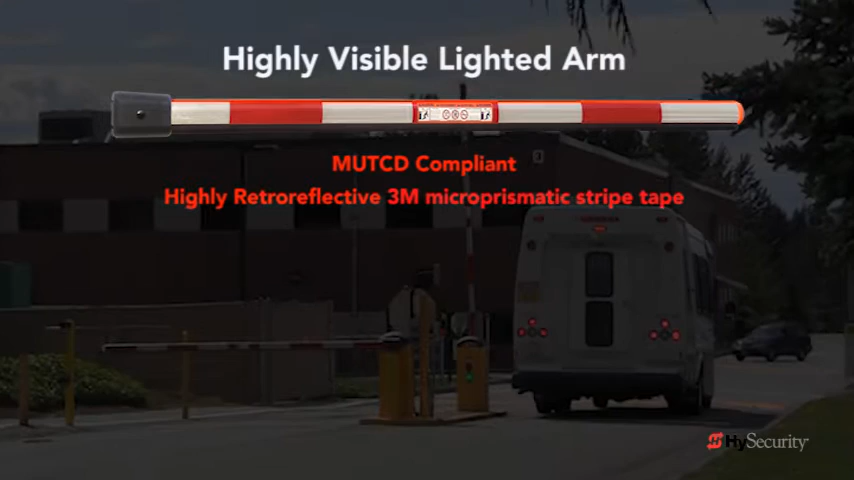 Highly Visible Lighted Arm
MUTCD Compliant
Highly Retroreflective 3M microprismatic stripe tape
HySecurity